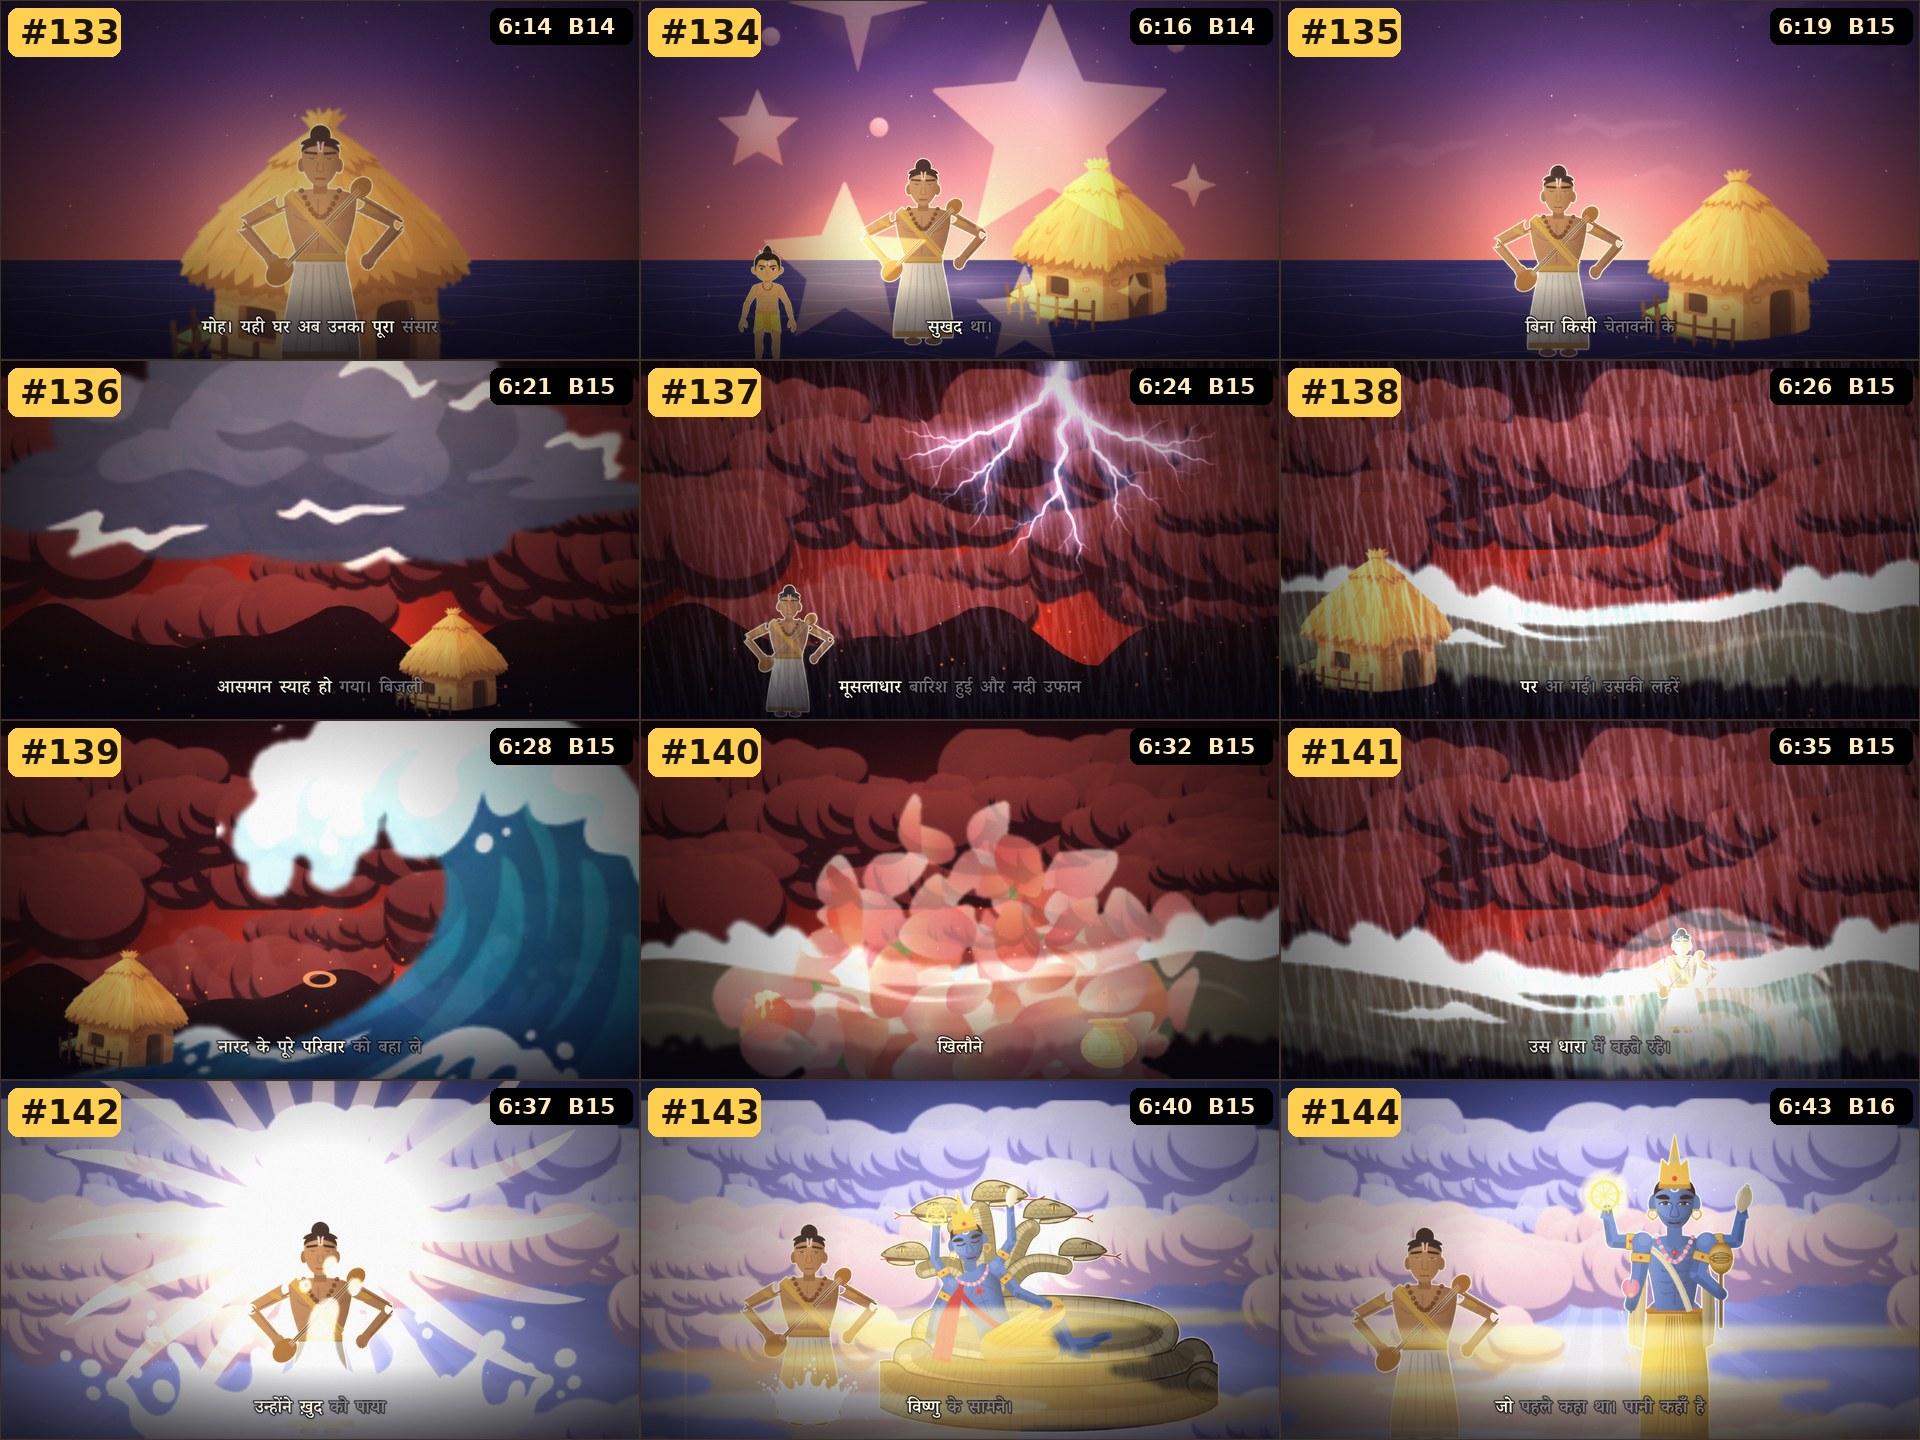 #133
6:14 B14
मोह। यही घर अब उनका पूरा संसार
#134
6:16 B14
सुखद था।
#135
6:19 B15
बिना किसी चेतावनी के
#136
6:21 B15
आसमान स्याह हो गया। बिजली
#137
6:24 B15
मूसलाधार बारिश हुई और नदी उफान
#138
6:26 B15
पर आ गई। उसकी लहरें
#139
6:28 B15
नारद के पूरे परिवार को बहा ले
#140
6:32 B15
खिलौने
#141
6:35 B15
उस धारा में बहते रहे।
#142
6:37 B15
उन्होंने ख़ुद को पाया
#143
6:40 B15
विष्णु के सामने।
#144
6:43 B16
जो पहले कहा था। पानी कहाँ है